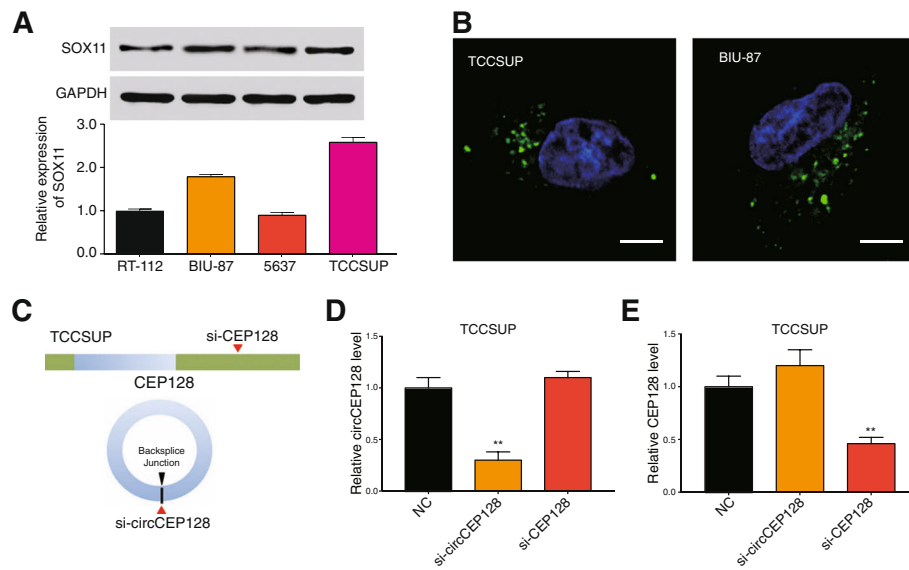 A
SOX11
GAPDH
Relative expression
of SOX11
3.0
2.0
1.0
0.0
RT-112
BIU-87
5637
TCCSUP
B
TCCSUP
BIU-87
C
TCCSUP
si-CEP128
CEP128
Backsplice
Junction
si-circCEP128
D
TCCSUP
Relative circCEP128 level
1.5
1.0
0.5
0.0
**
NC
si-circCEP128
si-CEP128
E
TCCSUP
Relative CEP128 level
1.5
1.0
0.5
0.0
**
NC
si-circCEP128
si-CEP128